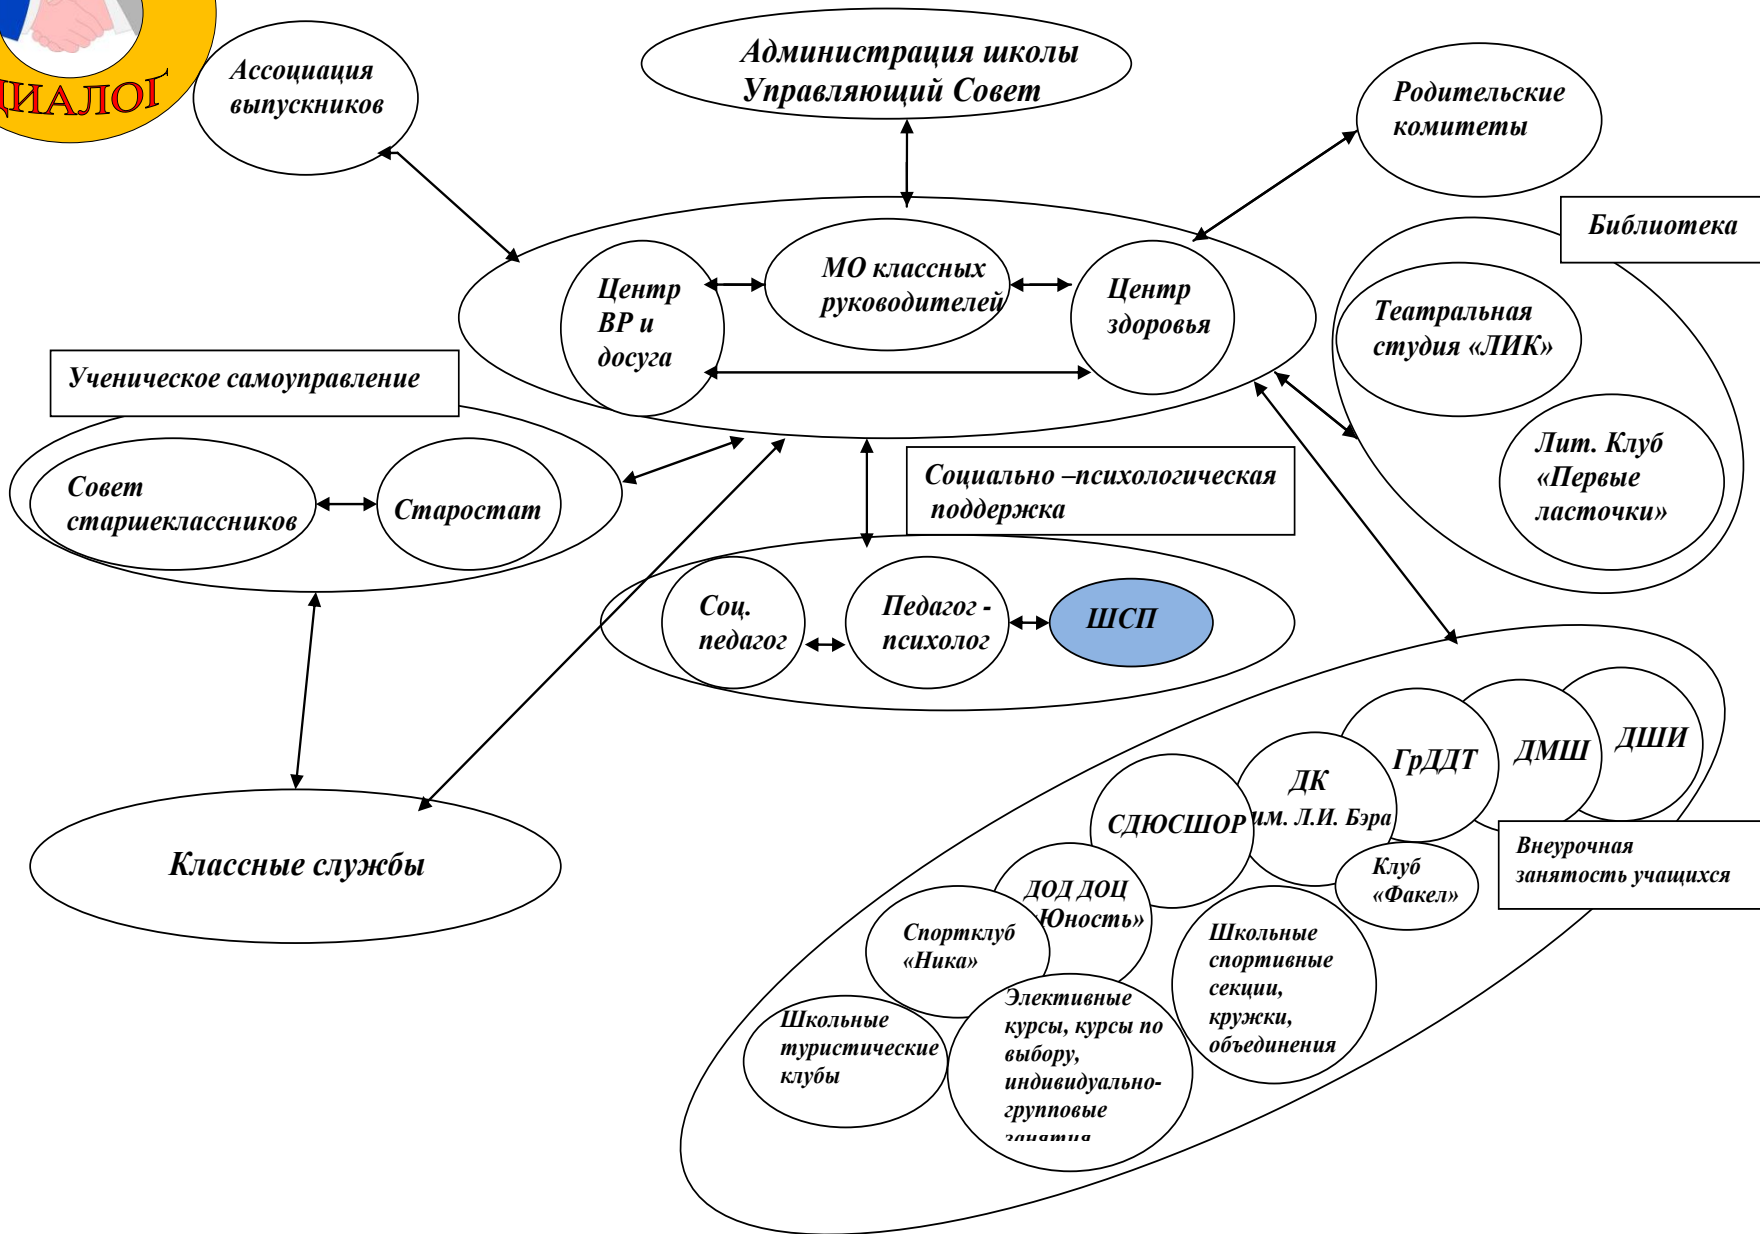 ДИАЛОГ
Ассоциация
выпускников
Администрация школы
Управляющий Совет
Родительские
комитеты
Библиотека
Центр
ВР и
досуга
МО классных
руководителей
Центр
здоровья
Театральная
студия «ЛИК»
Лит. Клуб
«Первые
ласточки»
Ученическое самоуправление
Совет
старшеклассников
Старостат
Социально –психологическая
поддержка
Соц.
педагог
Педагог -
психолог
ШСП
Классные службы
ДШИ
ДМШ
ГрДДТ
ДК
им. Л.И. Бэра
СДЮСШОР
Клуб
«Факел»
Внеурочная
занятость учащихся
ДОД ДОЦ
«Юность»
Спортклуб
«Ника»
Школьные
спортивные
секции,
кружки,
объединения
Школьные
туристические
клубы
Элективные
курсы, курсы по
выбору,
индивидуально-
групповые
занятия